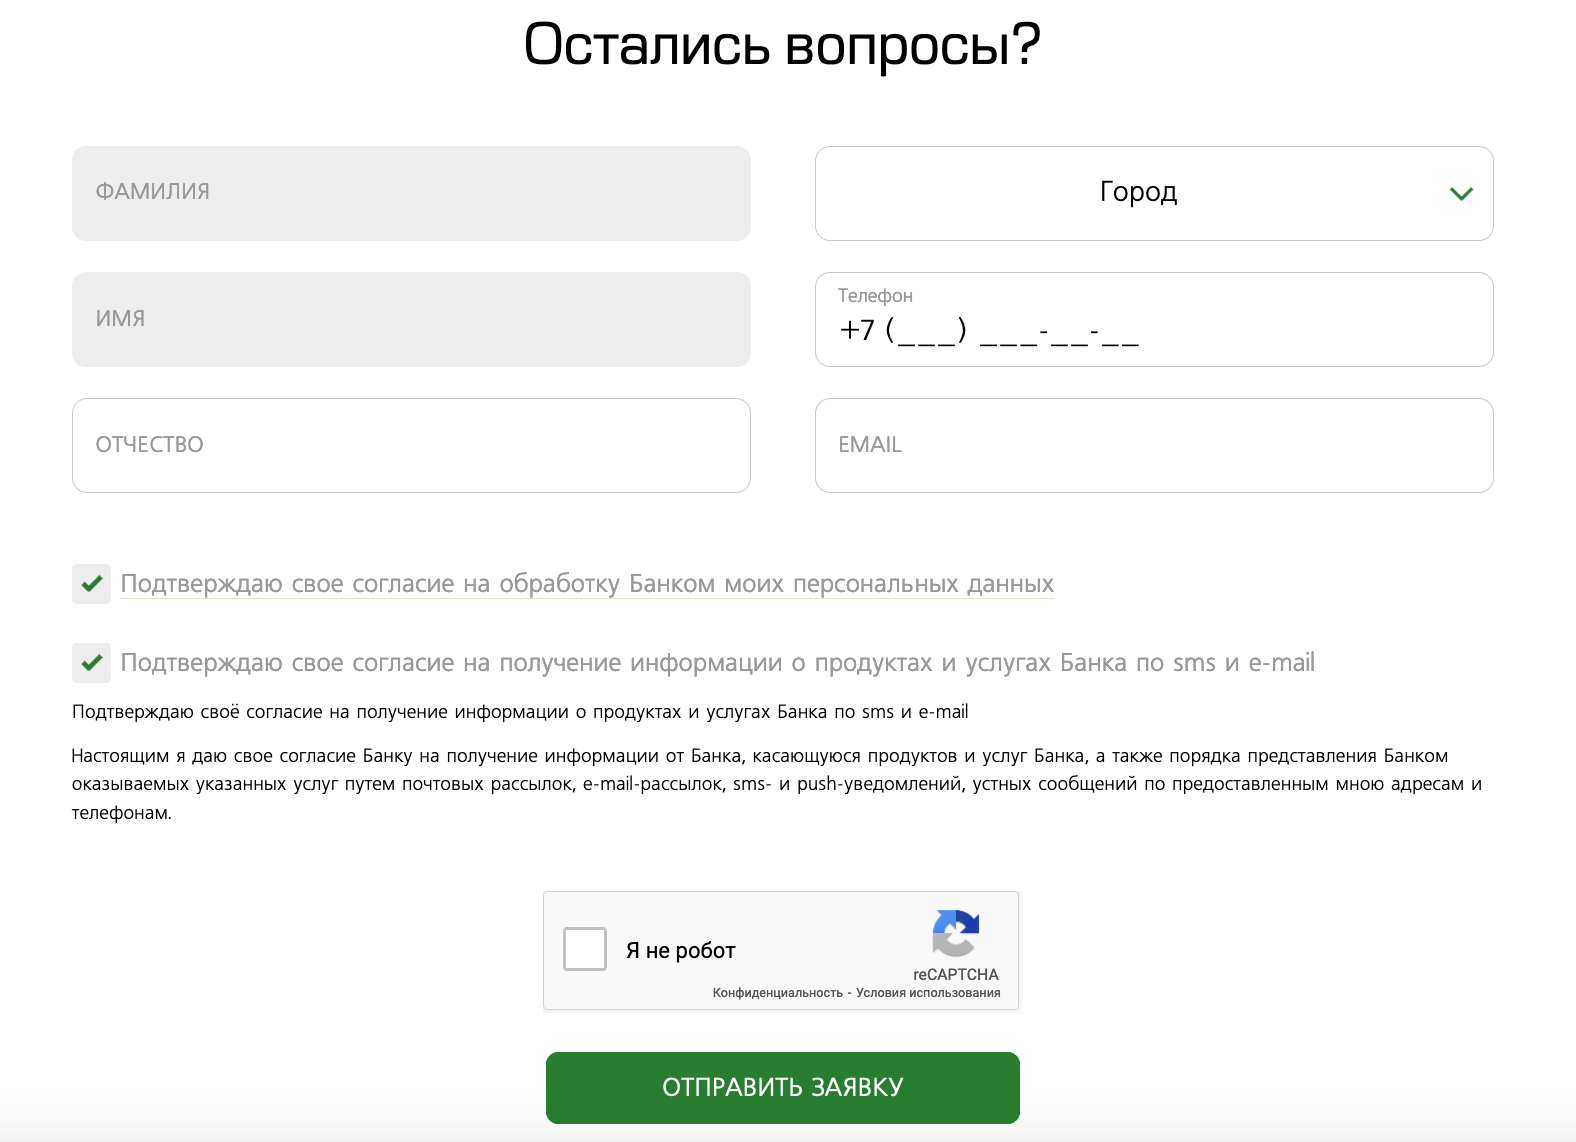 Остались вопросы?
ФАМИЛИЯ
Город
ИМЯ
Телефон
+7 (___) ___-__-__
ОТЧЕСТВО
EMAIL
Подтверждаю свое согласие на обработку Банком моих персональных данных
Подтверждаю свое согласие на получение информации о продуктах и услугах Банка по sms и e-mail
Подтверждаю своё согласие на получение информации о продуктах и услугах Банка по sms и e-mail
Настоящим я даю свое согласие Банку на получение информации от Банка, касающуюся продуктов и услуг Банка, а также порядка представления Банком
оказываемых указанных услуг путем почтовых рассылок, e-mail-рассылок, sms- и push-уведомлений, устных сообщений по предоставленным мною адресам и
телефонам.
Я не робот
reCAPTCHA
Конфиденциальность - Условия использования
ОТПРАВИТЬ ЗАЯВКУ